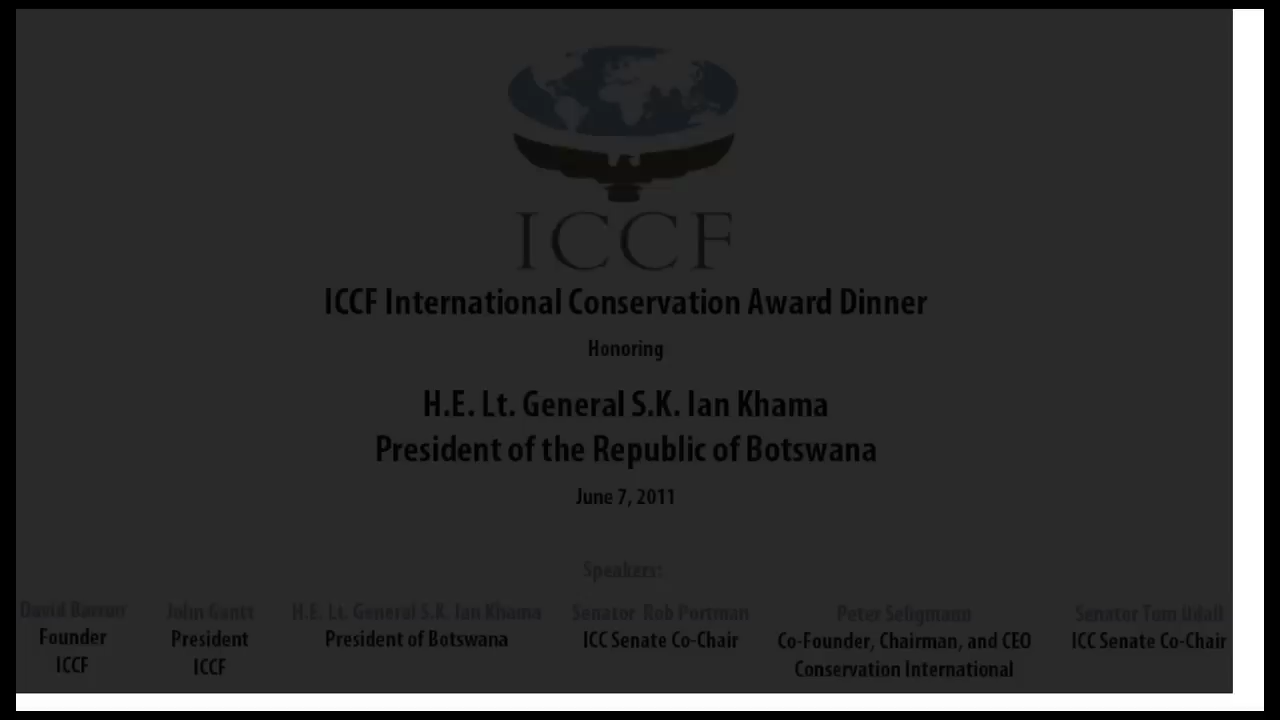 ICCF
ICCF International Conservation Award Dinner
Honoring
H.E. Lt. General S.K. Ian Khama
President of the Republic of Botswana
June 7, 2011
Speakers:
David Barron
Founder
ICCF
John Gantt
President
ICCF
H.E. Lt. General S.K. Ian Khama
President of Botswana
Senator Rob Portman
ICC Senate Co-Chair
Peter Seligmann
Co-Founder, Chairman, and CEO
Conservation International
Senator Tom Udall
ICC Senate Co-Chair